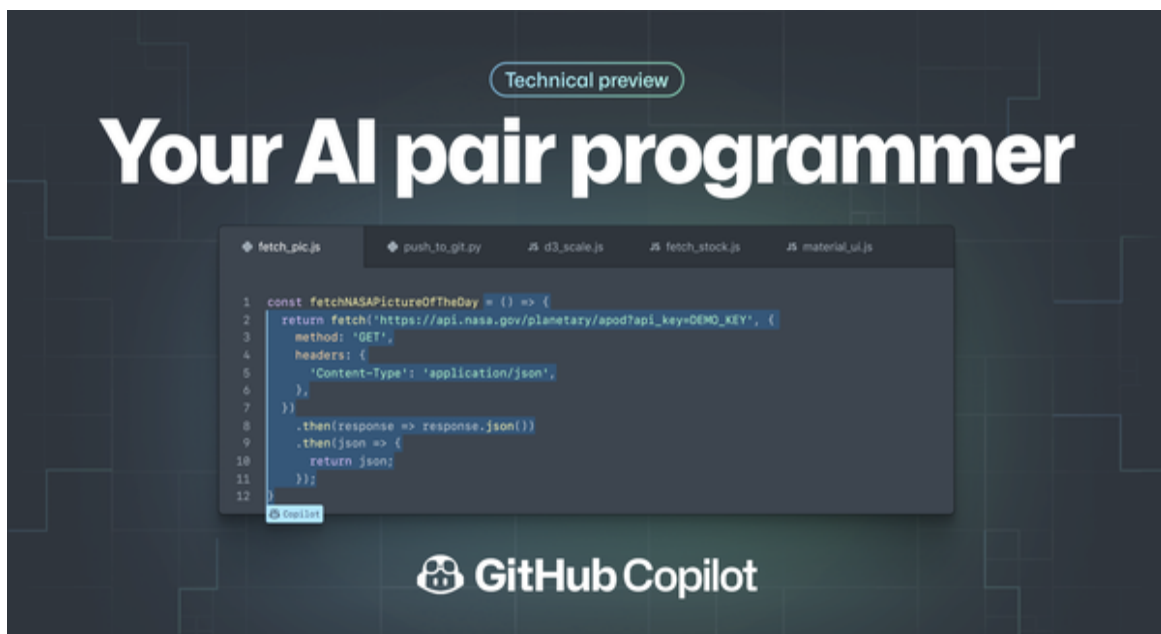 Technical preview
Your AI pair programmer
fetch_pic.js push_to_git.py JS d3_scale.js JS fetch_stock.js JS material_ui.js
1 const fetchNASAPictureOfTheDay = () => {
2 return fetch('https://api.nasa.gov/planetary/apod?api_key=DEMO_KEY', {
3 method: 'GET',
4 headers: {
5 'Content-Type': 'application/json',
6 },
7 })
8 .then(response => response.json())
9 .then(json => {
10 return json;
11 });
12 }
Copilot
GitHub Copilot